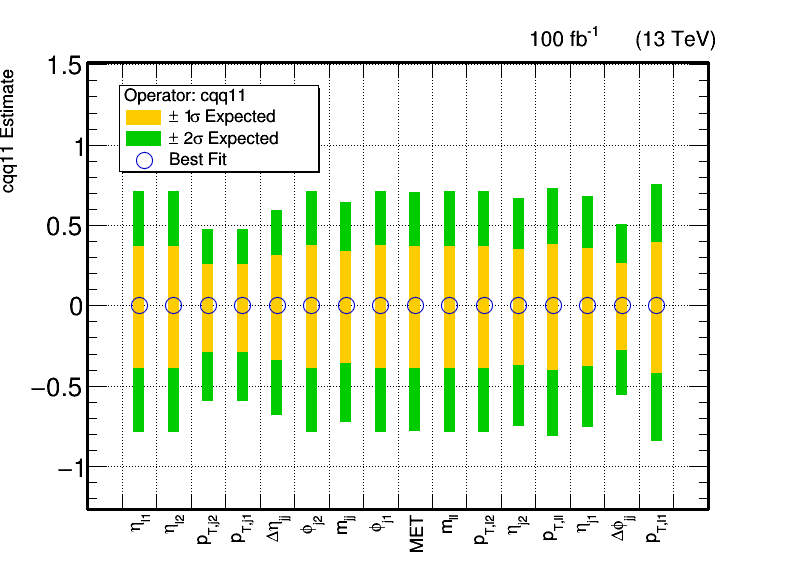 100 fb-1 (13 TeV)
cqq11 Estimate
1.5
1
0.5
0
−0.5
−1
Operator: cqq11
± 1σ Expected
± 2σ Expected
Best Fit
ηl1
ηl2
pT,j2
pT,j1
Δηjj
ϕj2
mjj
ϕj1
MET
mll
pT,l2
ηj2
pT,ll
ηj1
Δϕjj
pT,l1